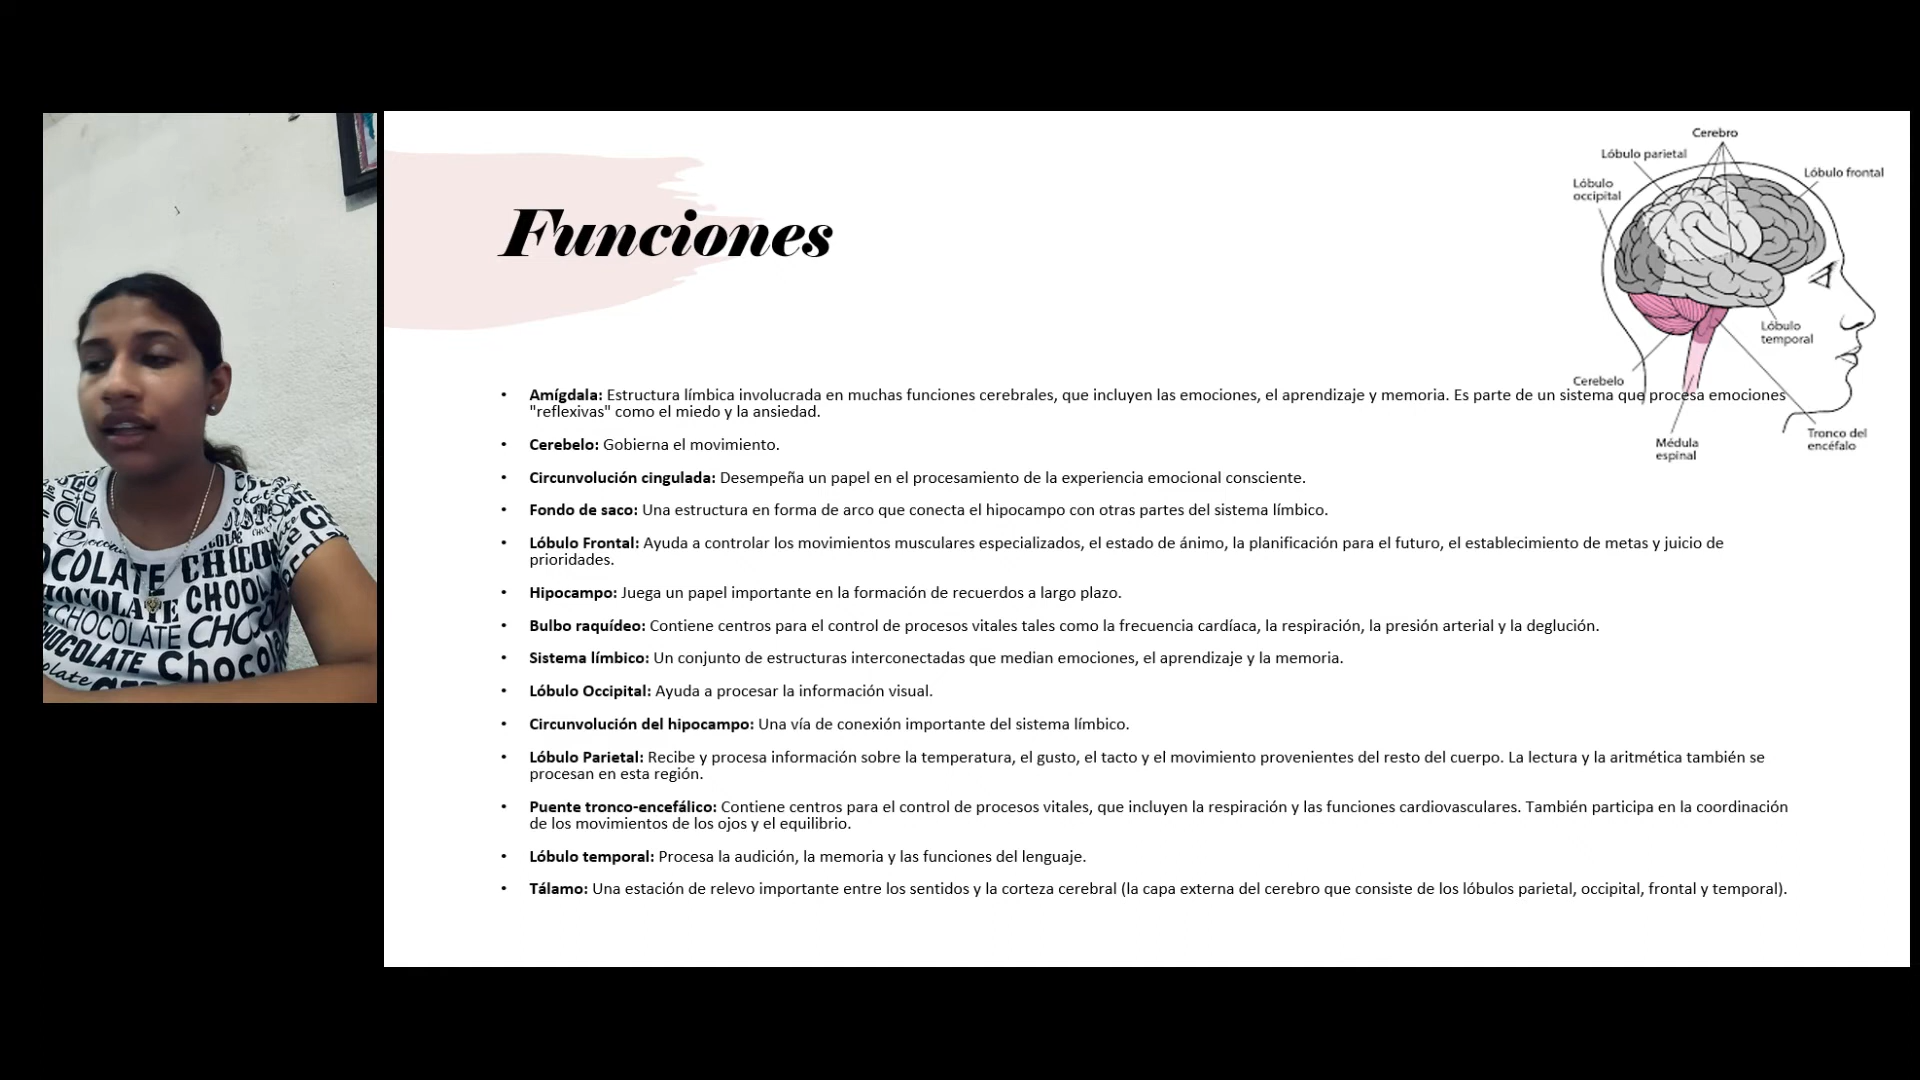 Funciones
Cerebro
Lóbulo parietal
Lóbulo frontal
Lóbulo
occipital
Lóbulo
temporal
Cerebelo
Médula
espinal
Tronco del
encéfalo
• Amígdala: Estructura límbica involucrada en muchas funciones cerebrales, que incluyen las emociones, el aprendizaje y memoria. Es parte de un sistema que procesa emociones
"reflexivas" como el miedo y la ansiedad.
• Cerebelo: Gobierna el movimiento.
• Circunvolución cingulada: Desempeña un papel en el procesamiento de la experiencia emocional consciente.
• Fondo de saco: Una estructura en forma de arco que conecta el hipocampo con otras partes del sistema límbico.
• Lóbulo Frontal: Ayuda a controlar los movimientos musculares especializados, el estado de ánimo, la planificación para el futuro, el establecimiento de metas y juicio de
prioridades.
• Hipocampo: Juega un papel importante en la formación de recuerdos a largo plazo.
• Bulbo raquídeo: Contiene centros para el control de procesos vitales tales como la frecuencia cardíaca, la respiración, la presión arterial y la deglución.
• Sistema límbico: Un conjunto de estructuras interconectadas que median emociones, el aprendizaje y la memoria.
• Lóbulo Occipital: Ayuda a procesar la información visual.
• Circunvolución del hipocampo: Una vía de conexión importante del sistema límbico.
• Lóbulo Parietal: Recibe y procesa información sobre la temperatura, el gusto, el tacto y el movimiento provenientes del resto del cuerpo. La lectura y la aritmética también se
procesan en esta región.
• Puente tronco-encefálico: Contiene centros para el control de procesos vitales, que incluyen la respiración y las funciones cardiovasculares. También participa en la coordinación
de los movimientos de los ojos y el equilibrio.
• Lóbulo temporal: Procesa la audición, la memoria y las funciones del lenguaje.
• Tálamo: Una estación de relevo importante entre los sentidos y la corteza cerebral (la capa externa del cerebro que consiste de los lóbulos parietal, occipital, frontal y temporal).
CHOCOLATE
CHOCOLATE
Chocol